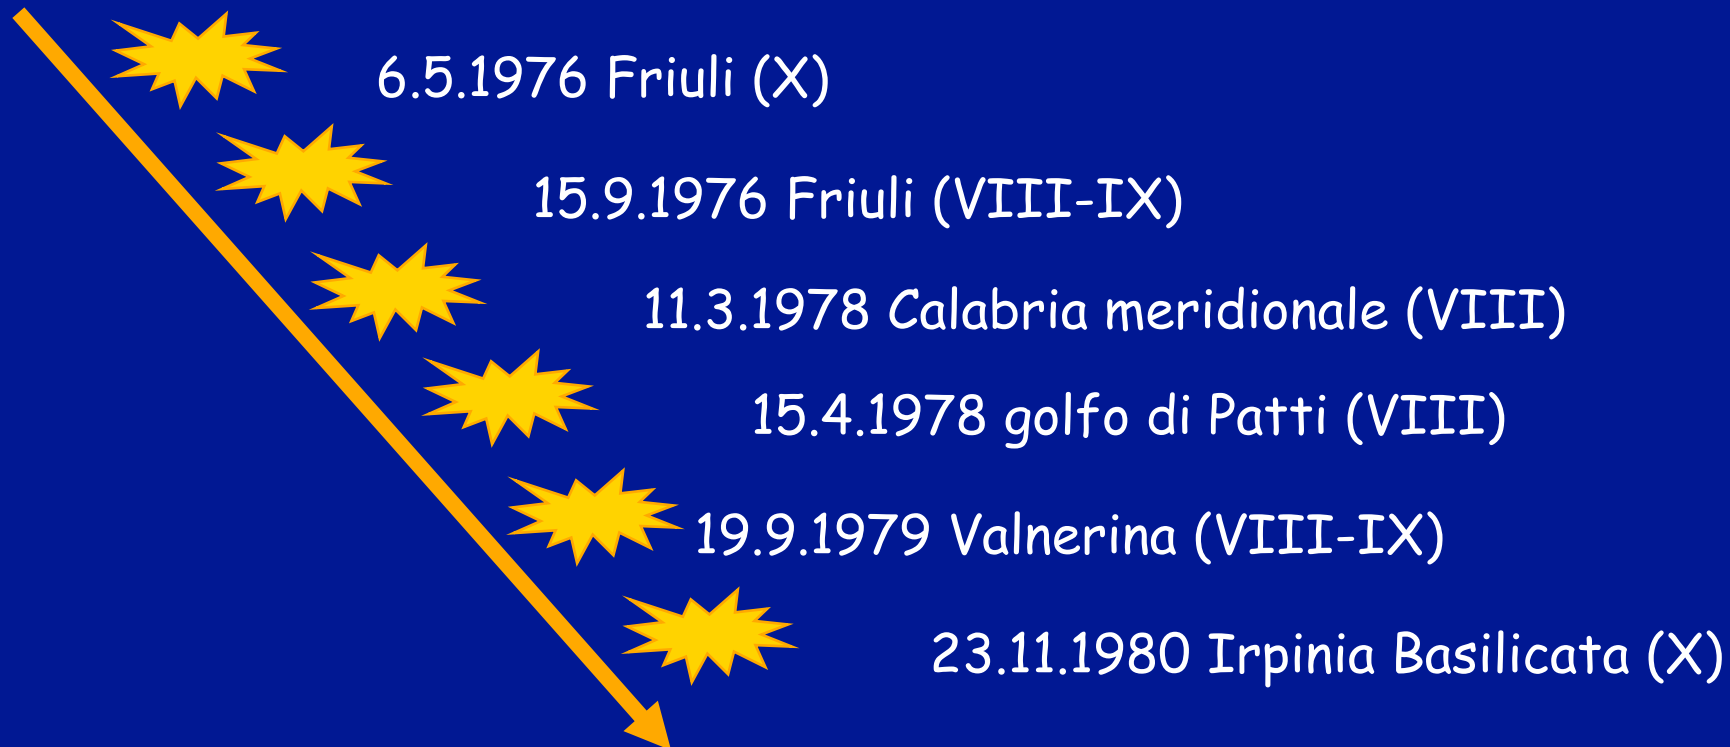 6.5.1976 Friuli (X)
15.9.1976 Friuli (VIII-IX)
11.3.1978 Calabria meridionale (VIII)
15.4.1978 golfo di Patti (VIII)
19.9.1979 Valnerina (VIII-IX)
23.11.1980 Irpinia Basilicata (X)